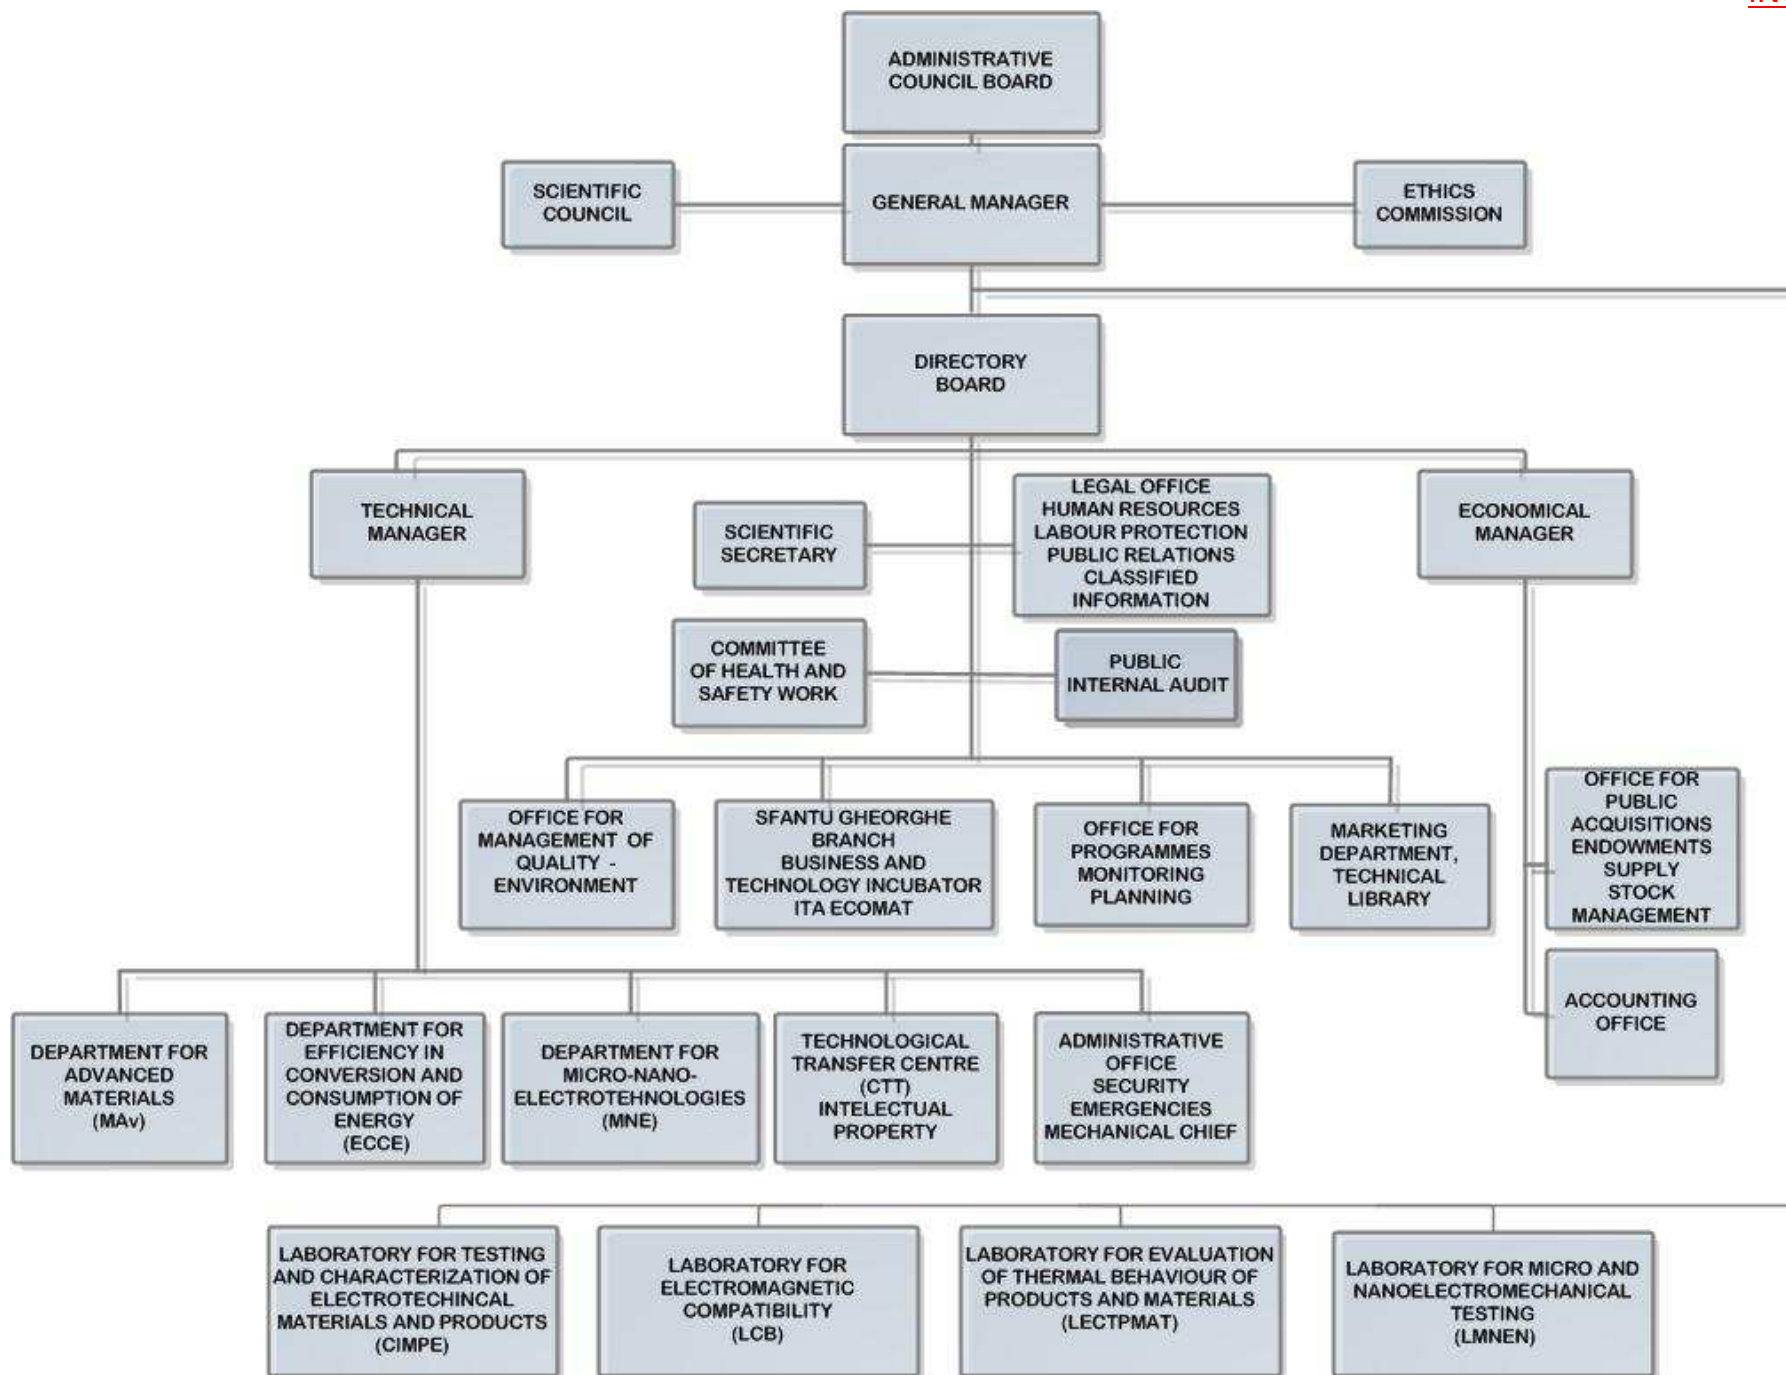 ADMINISTRATIVE
COUNCIL BOARD
SCIENTIFIC
COUNCIL
GENERAL MANAGER
ETHICS
COMMISSION
DIRECTORY
BOARD
TECHNICAL
MANAGER
SCIENTIFIC
SECRETARY
LEGAL OFFICE
HUMAN RESOURCES
LABOUR PROTECTION
PUBLIC RELATIONS
CLASSIFIED
INFORMATION
ECONOMICAL
MANAGER
COMMITTEE
OF HEALTH AND
SAFETY WORK
PUBLIC
INTERNAL AUDIT
OFFICE FOR
MANAGEMENT OF
QUALITY -
ENVIRONMENT
SFANTU GHEORGHE
BRANCH
BUSINESS AND
TECHNOLOGY INCUBATOR
ITA ECOMAT
OFFICE FOR
PROGRAMMES
MONITORING
PLANNING
MARKETING
DEPARTMENT,
TECHNICAL
LIBRARY
OFFICE FOR
PUBLIC
ACQUISITIONS
ENDOWMENTS
SUPPLY
STOCK
MANAGEMENT
ACCOUNTING
OFFICE
DEPARTMENT FOR
ADVANCED
MATERIALS
(MAv)
DEPARTMENT FOR
EFFICIENCY IN
CONVERSION AND
CONSUMPTION OF
ENERGY
(ECCE)
DEPARTMENT FOR
MICRO-NANO-
ELECTROTEHNOLOGIES
(MNE)
TECHNOLOGICAL
TRANSFER CENTRE
(CTT)
INTELECTUAL
PROPERTY
ADMINISTRATIVE
OFFICE
SECURITY
EMERGENCIES
MECHANICAL CHIEF
LABORATORY FOR TESTING
AND CHARACTERIZATION OF
ELECTROTECHINCAL
MATERIALS AND PRODUCTS
(CIMPE)
LABORATORY FOR
ELECTROMAGNETIC
COMPATIBILITY
(LCB)
LABORATORY FOR EVALUATION
OF THERMAL BEHAVIOUR OF
PRODUCTS AND MATERIALS
(LECTPMAT)
LABORATORY FOR MICRO AND
NANOELECTROMECHANICAL
TESTING
(LMNEN)